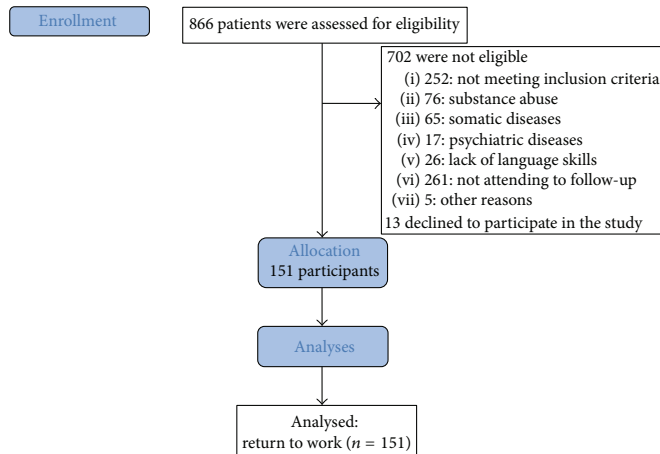 Enrollment
866 patients were assessed for eligibility
702 were not eligible
(i) 252: not meeting inclusion criteria
(ii) 76: substance abuse
(iii) 65: somatic diseases
(iv) 17: psychiatric diseases
(v) 26: lack of language skills
(vi) 261: not attending to follow-up
(vii) 5: other reasons
13 declined to participate in the study
Allocation
151 participants
Analyses
Analysed:
return to work (n = 151)